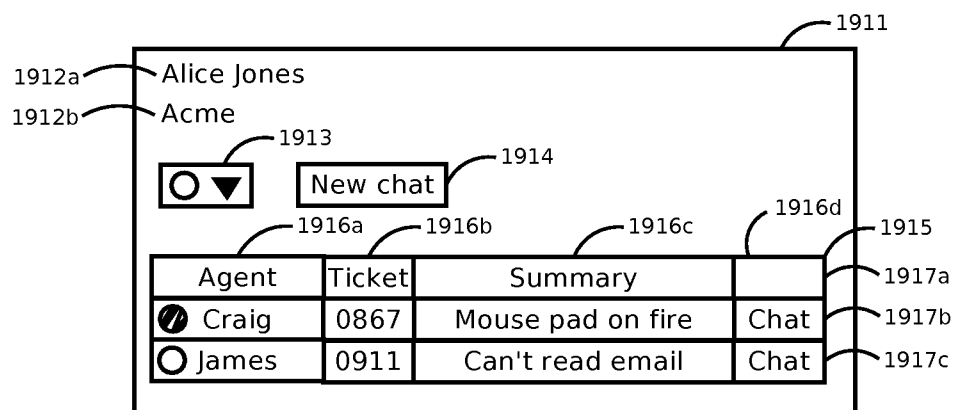 1911
1912a Alice Jones
1912b Acme
1913
1914
New chat
1916a 1916b 1916c 1916d 1915
Agent Ticket Summary 1917a
Craig 0867 Mouse pad on fire Chat 1917b
James 0911 Can't read email Chat 1917c